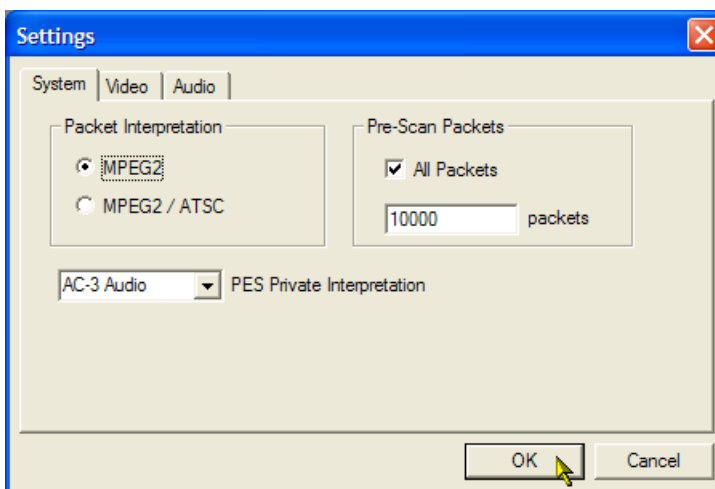 Settings
System Video Audio
Packet Interpretation
MPEG2
MPEG2 / ATSC
Pre-Scan Packets
All Packets
10000 packets
AC-3 Audio PES Private Interpretation
OK Cancel